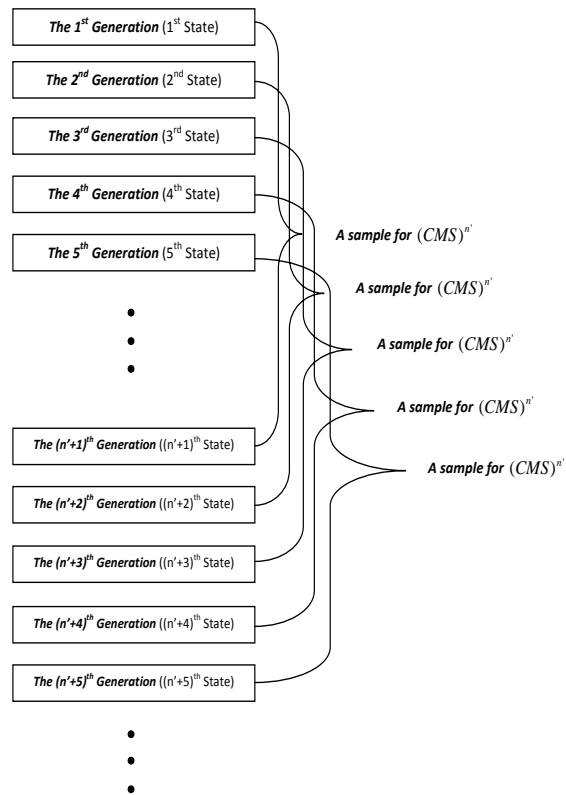 The 1st Generation (1st State)
The 2nd Generation (2nd State)
The 3rd Generation (3rd State)
The 4th Generation (4th State)
A sample for (CMS)n'
The 5th Generation (5th State)
A sample for (CMS)n'
A sample for (CMS)n'
A sample for (CMS)n'
The (n'+1)th Generation ((n'+1)th State)
A sample for (CMS)n'
The (n'+2)th Generation ((n'+2)th State)
The (n'+3)th Generation ((n'+3)th State)
The (n'+4)th Generation ((n'+4)th State)
The (n'+5)th Generation ((n'+5)th State)